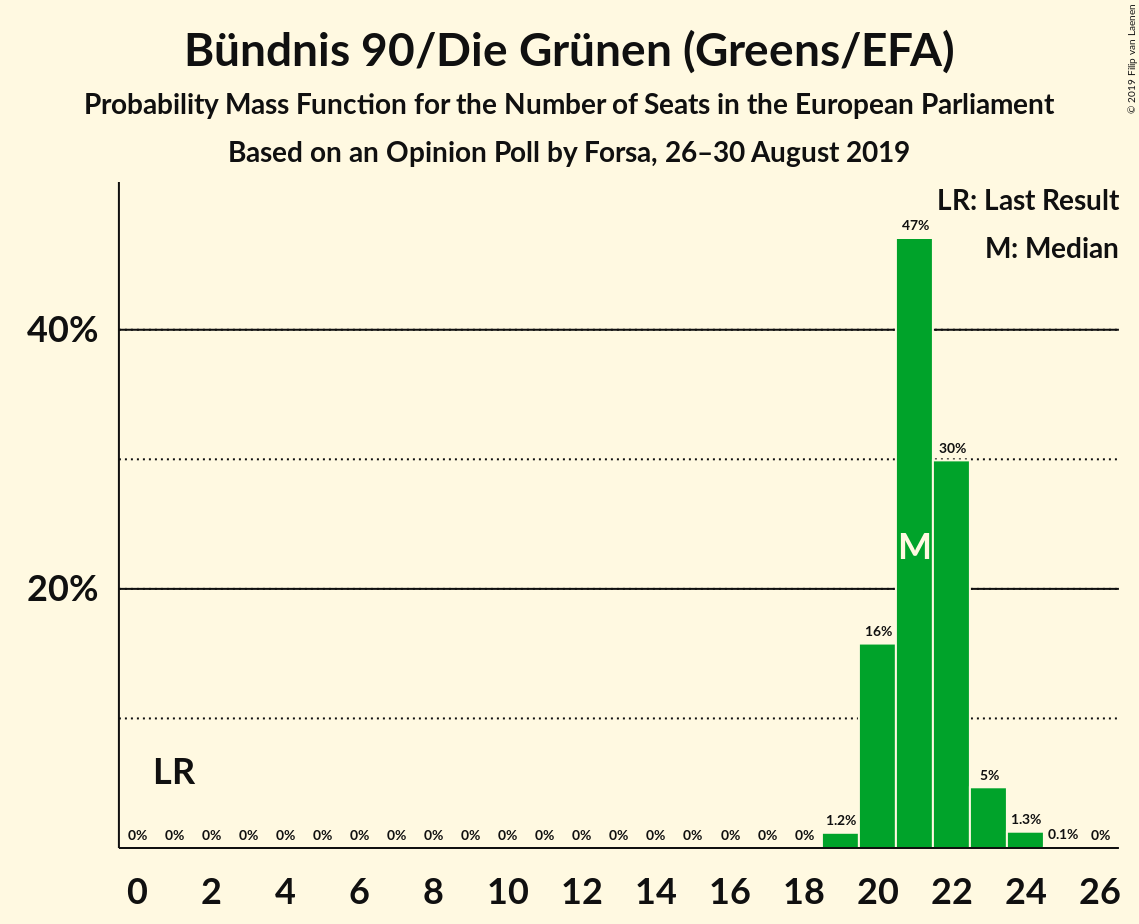 Bündnis 90/Die Grünen (Greens/EFA)
Probability Mass Function for the Number of Seats in the European Parliament
Based on an Opinion Poll by Forsa, 26–30 August 2019
© 2019 Filip van Laenen
LR: Last Result
M: Median
40%
20%
LR
M
0% 0% 0% 0% 0% 0% 0% 0% 0% 0% 0% 0% 0% 0% 0% 0% 0% 0% 0% 1.2% 16% 47% 30% 5% 1.3% 0.1% 0%
0 2 4 6 8 10 12 14 16 18 20 22 24 26